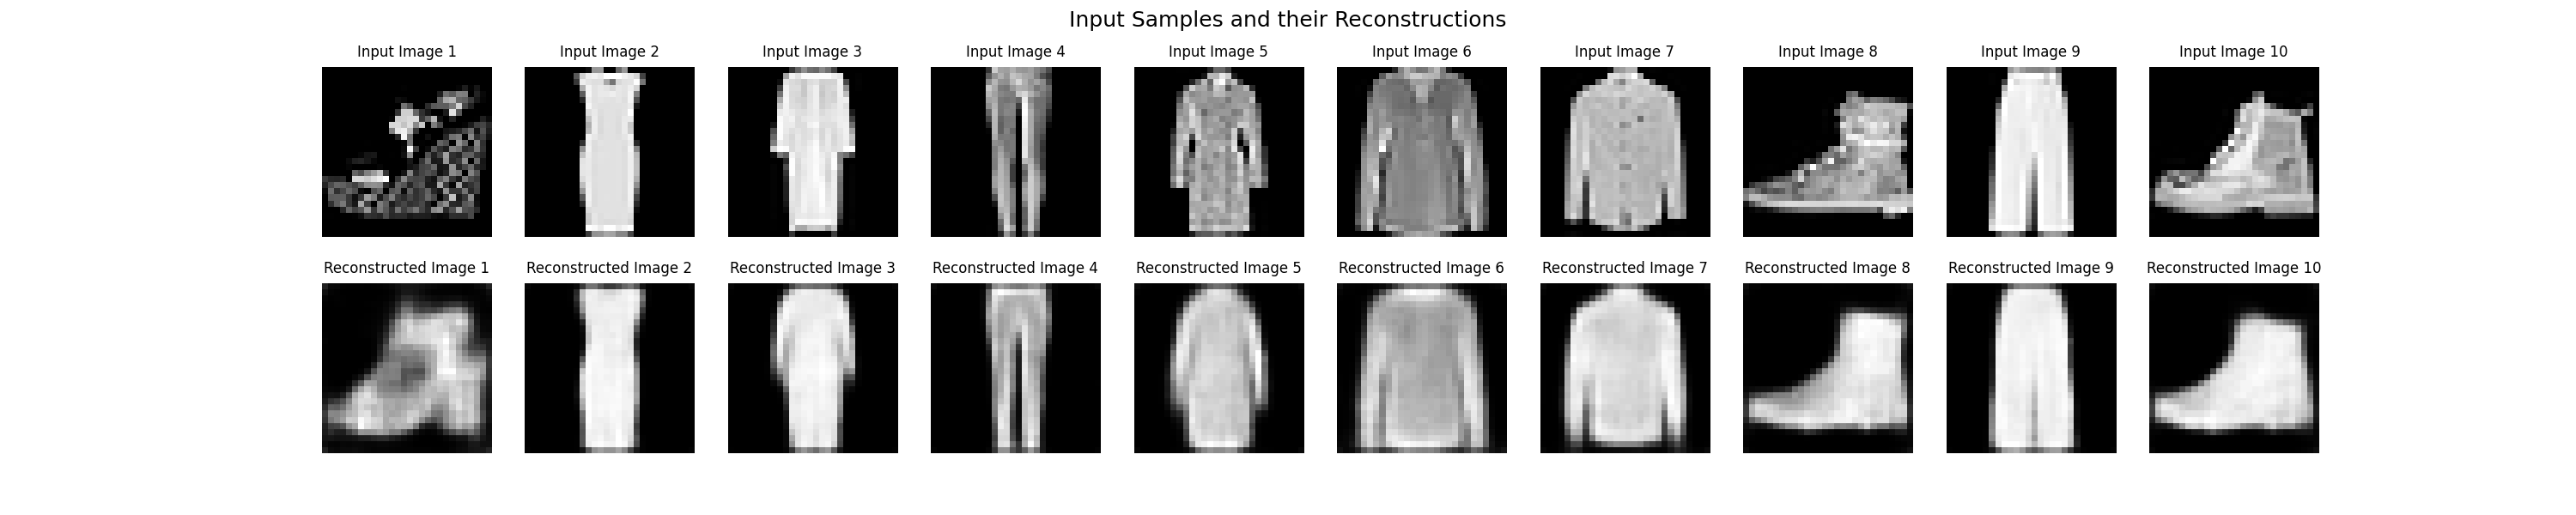 Input Samples and their Reconstructions
Input Image 1 Input Image 2 Input Image 3 Input Image 4 Input Image 5 Input Image 6 Input Image 7 Input Image 8 Input Image 9 Input Image 10
Reconstructed Image 1 Reconstructed Image 2 Reconstructed Image 3 Reconstructed Image 4 Reconstructed Image 5 Reconstructed Image 6 Reconstructed Image 7 Reconstructed Image 8 Reconstructed Image 9 Reconstructed Image 10